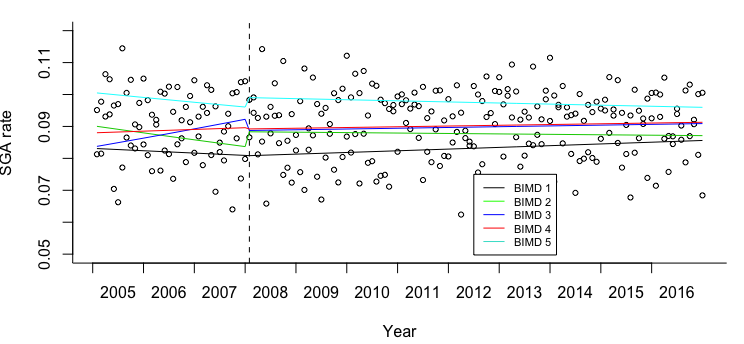 SGA rate
0.11
0.09
0.07
0.05
BIMD 1
BIMD 2
BIMD 3
BIMD 4
BIMD 5
2005 2006 2007 2008 2009 2010 2011 2012 2013 2014 2015 2016
Year